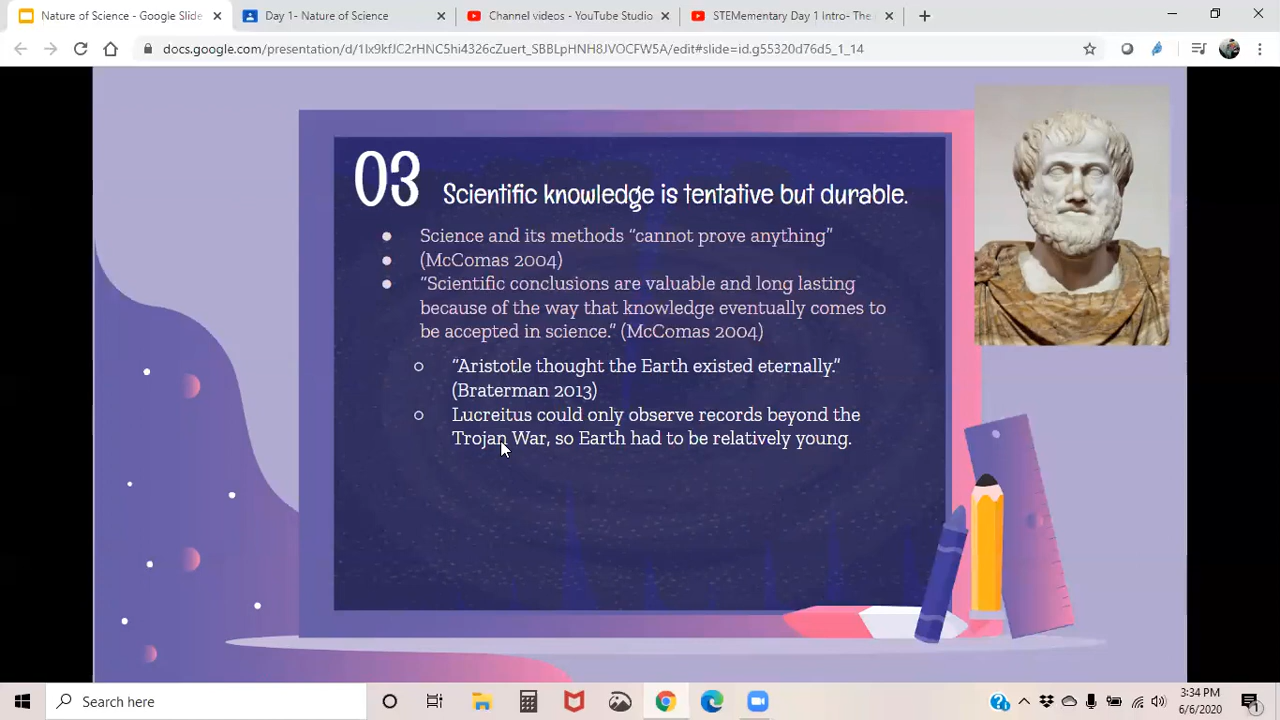 Nature of Science - Google Slide
Day 1- Nature of Science
Channel videos - YouTube Studio
STEMementary Day 1 Intro- The
docs.google.com/presentation/d/1Ix9kfJC2rHNC5hi4326cZuert_SBBLpHNH8JVOCFW5A/edit#slide=id.g55320d76d5_1_14
03 Scientific knowledge is tentative but durable.
Science and its methods “cannot prove anything”
(McComas 2004)
“Scientific conclusions are valuable and long lasting
because of the way that knowledge eventually comes to
be accepted in science.” (McComas 2004)
“Aristotle thought the Earth existed eternally.”
(Braterman 2013)
Lucreitus could only observe records beyond the
Trojan War, so Earth had to be relatively young.
Search here
3:34 PM
6/6/2020